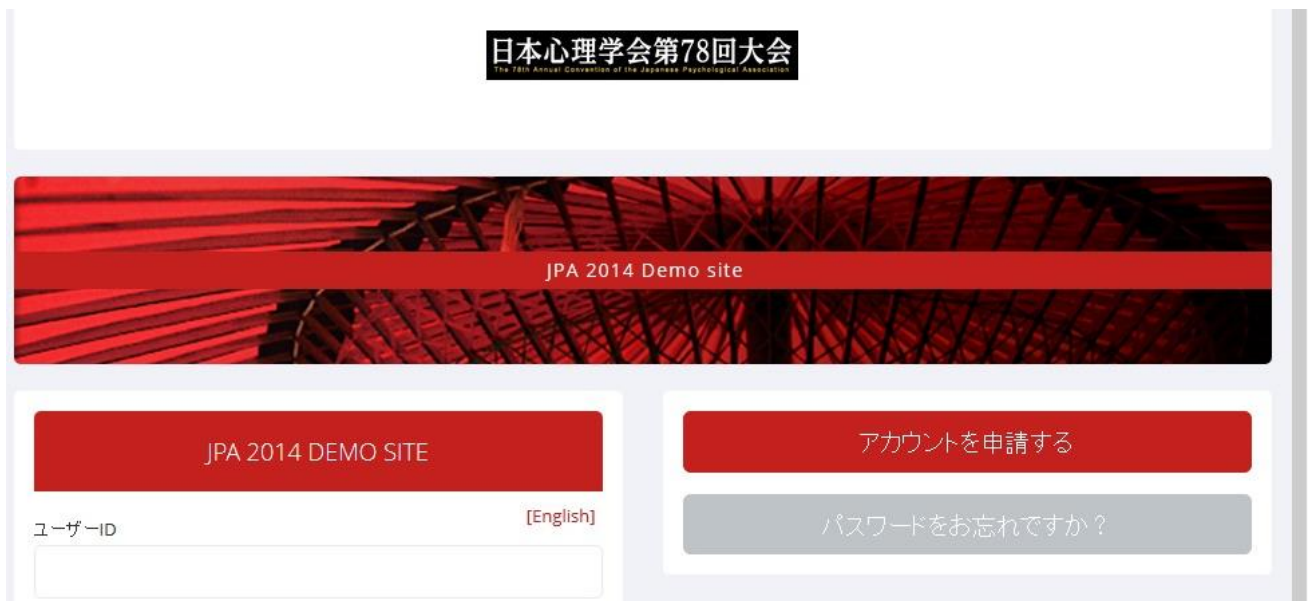 日本心理学会第78回大会
The 78th Annual Convention of the Japanese Psychological Association
JPA 2014 Demo site
JPA 2014 DEMO SITE
[English]
ユーザーID
アカウントを申請する
パスワードをお忘れですか？